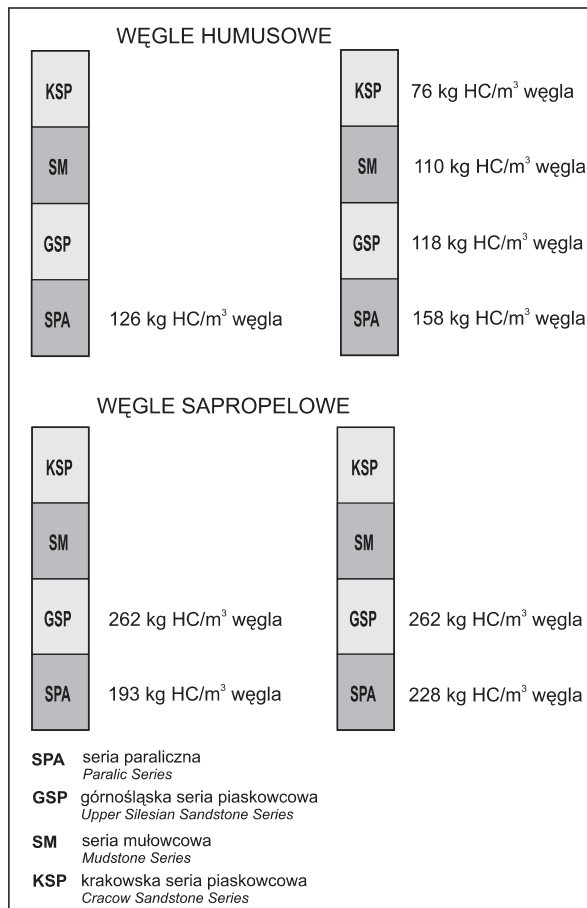 WĘGLE HUMUSOWE
KSP
KSP 76 kg HC/m³ węgla
SM
SM 110 kg HC/m³ węgla
GSP
GSP 118 kg HC/m³ węgla
SPA 126 kg HC/m³ węgla
SPA 158 kg HC/m³ węgla
WĘGLE SAPROPELOWE
KSP
KSP
SM
SM
GSP 262 kg HC/m³ węgla
GSP 262 kg HC/m³ węgla
SPA 193 kg HC/m³ węgla
SPA 228 kg HC/m³ węgla
SPA seria paraliczna
Paralic Series
GSP górnośląska seria piaskowcowa
Upper Silesian Sandstone Series
SM seria mułowcowa
Mudstone Series
KSP krakowska seria piaskowcowa
Cracow Sandstone Series